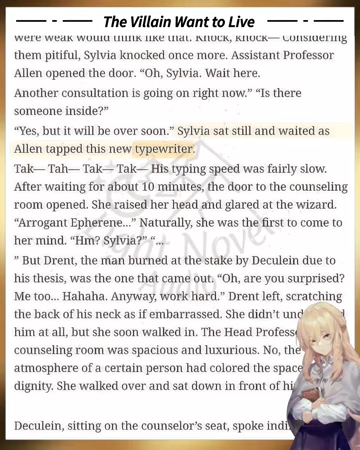 The Villain Want to Live
were weak would think like that. Knock, knock— Considering
them pitiful, Sylvia knocked once more. Assistant Professor
Allen opened the door. “Oh, Sylvia. Wait here.
Another consultation is going on right now.” “Is there
someone inside?”
“Yes, but it will be over soon.” Sylvia sat still and waited as
Allen tapped this new typewriter.
Tak— Tah— Tak— Tak— His typing speed was fairly slow.
After waiting for about 10 minutes, the door to the counseling
room opened. She raised her head and glared at the wizard.
“Arrogant Epherene...” Naturally, she was the first to come to
her mind. “Hm? Sylvia?” “...
” But Drent, the man burned at the stake by Deculein due to
his thesis, was the one that came out. “Oh, are you surprised?
Me too... Hahaha. Anyway, work hard.” Drent left, scratching
the back of his neck as if embarrassed. She didn’t
him at all, but she soon walked in. The Head
counseling room was spacious and luxurious. No, the
atmosphere of a certain person had colored the space
dignity. She walked over and sat down in front of
Deculein, sitting on the counselor’s seat, spoke
Novel
Audio